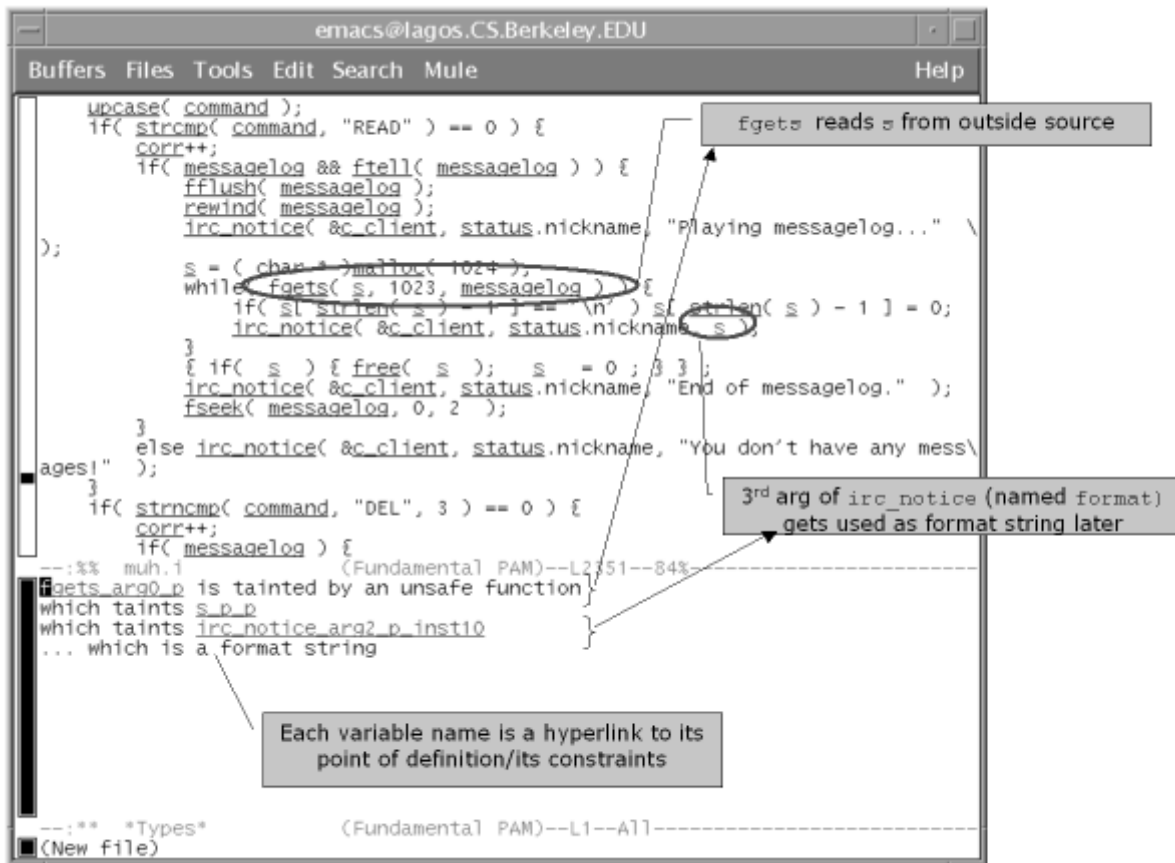 emacs@lagos.CS.Berkeley.EDU
Buffers Files Tools Edit Search Mule Help
upcase( command );
if( strcmp( command, "READ" ) == 0 ) {
corr++;
if( messagelog && ftell( messagelog ) ) {
fflush( messagelog );
rewind( messagelog );
irc_notice( &c_client, status.nickname, "Playing messagelog..." \
);
s = ( char * )malloc( 1024 );
while( fgets( s, 1023, messagelog ) ) {
if( s[ strlen( s ) - 1 ] == '\n' ) s[ strlen( s ) - 1 ] = 0;
irc_notice( &c_client, status.nickname, s );
}
{ if( s ) { free( s ); s = 0 ; } } ;
irc_notice( &c_client, status.nickname, "End of messagelog." );
fseek( messagelog, 0, 2 );
}
else irc_notice( &c_client, status.nickname, "You don't have any mess\
ages!" );
}
if( strncmp( command, "DEL", 3 ) == 0 ) {
corr++;
if( messagelog ) {
--:%% muh.i (Fundamental PAM)--L2351--84%--------------------
fgets_arg0_p is tainted by an unsafe function
which taints s_p_p
which taints irc_notice_arg2_p_inst10
... which is a format string
--:** *Types* (Fundamental PAM)--L1--All--------------------
(New file)
fgets reads s from outside source
3rd arg of irc_notice (named format)
gets used as format string later
Each variable name is a hyperlink to its
point of definition/its constraints